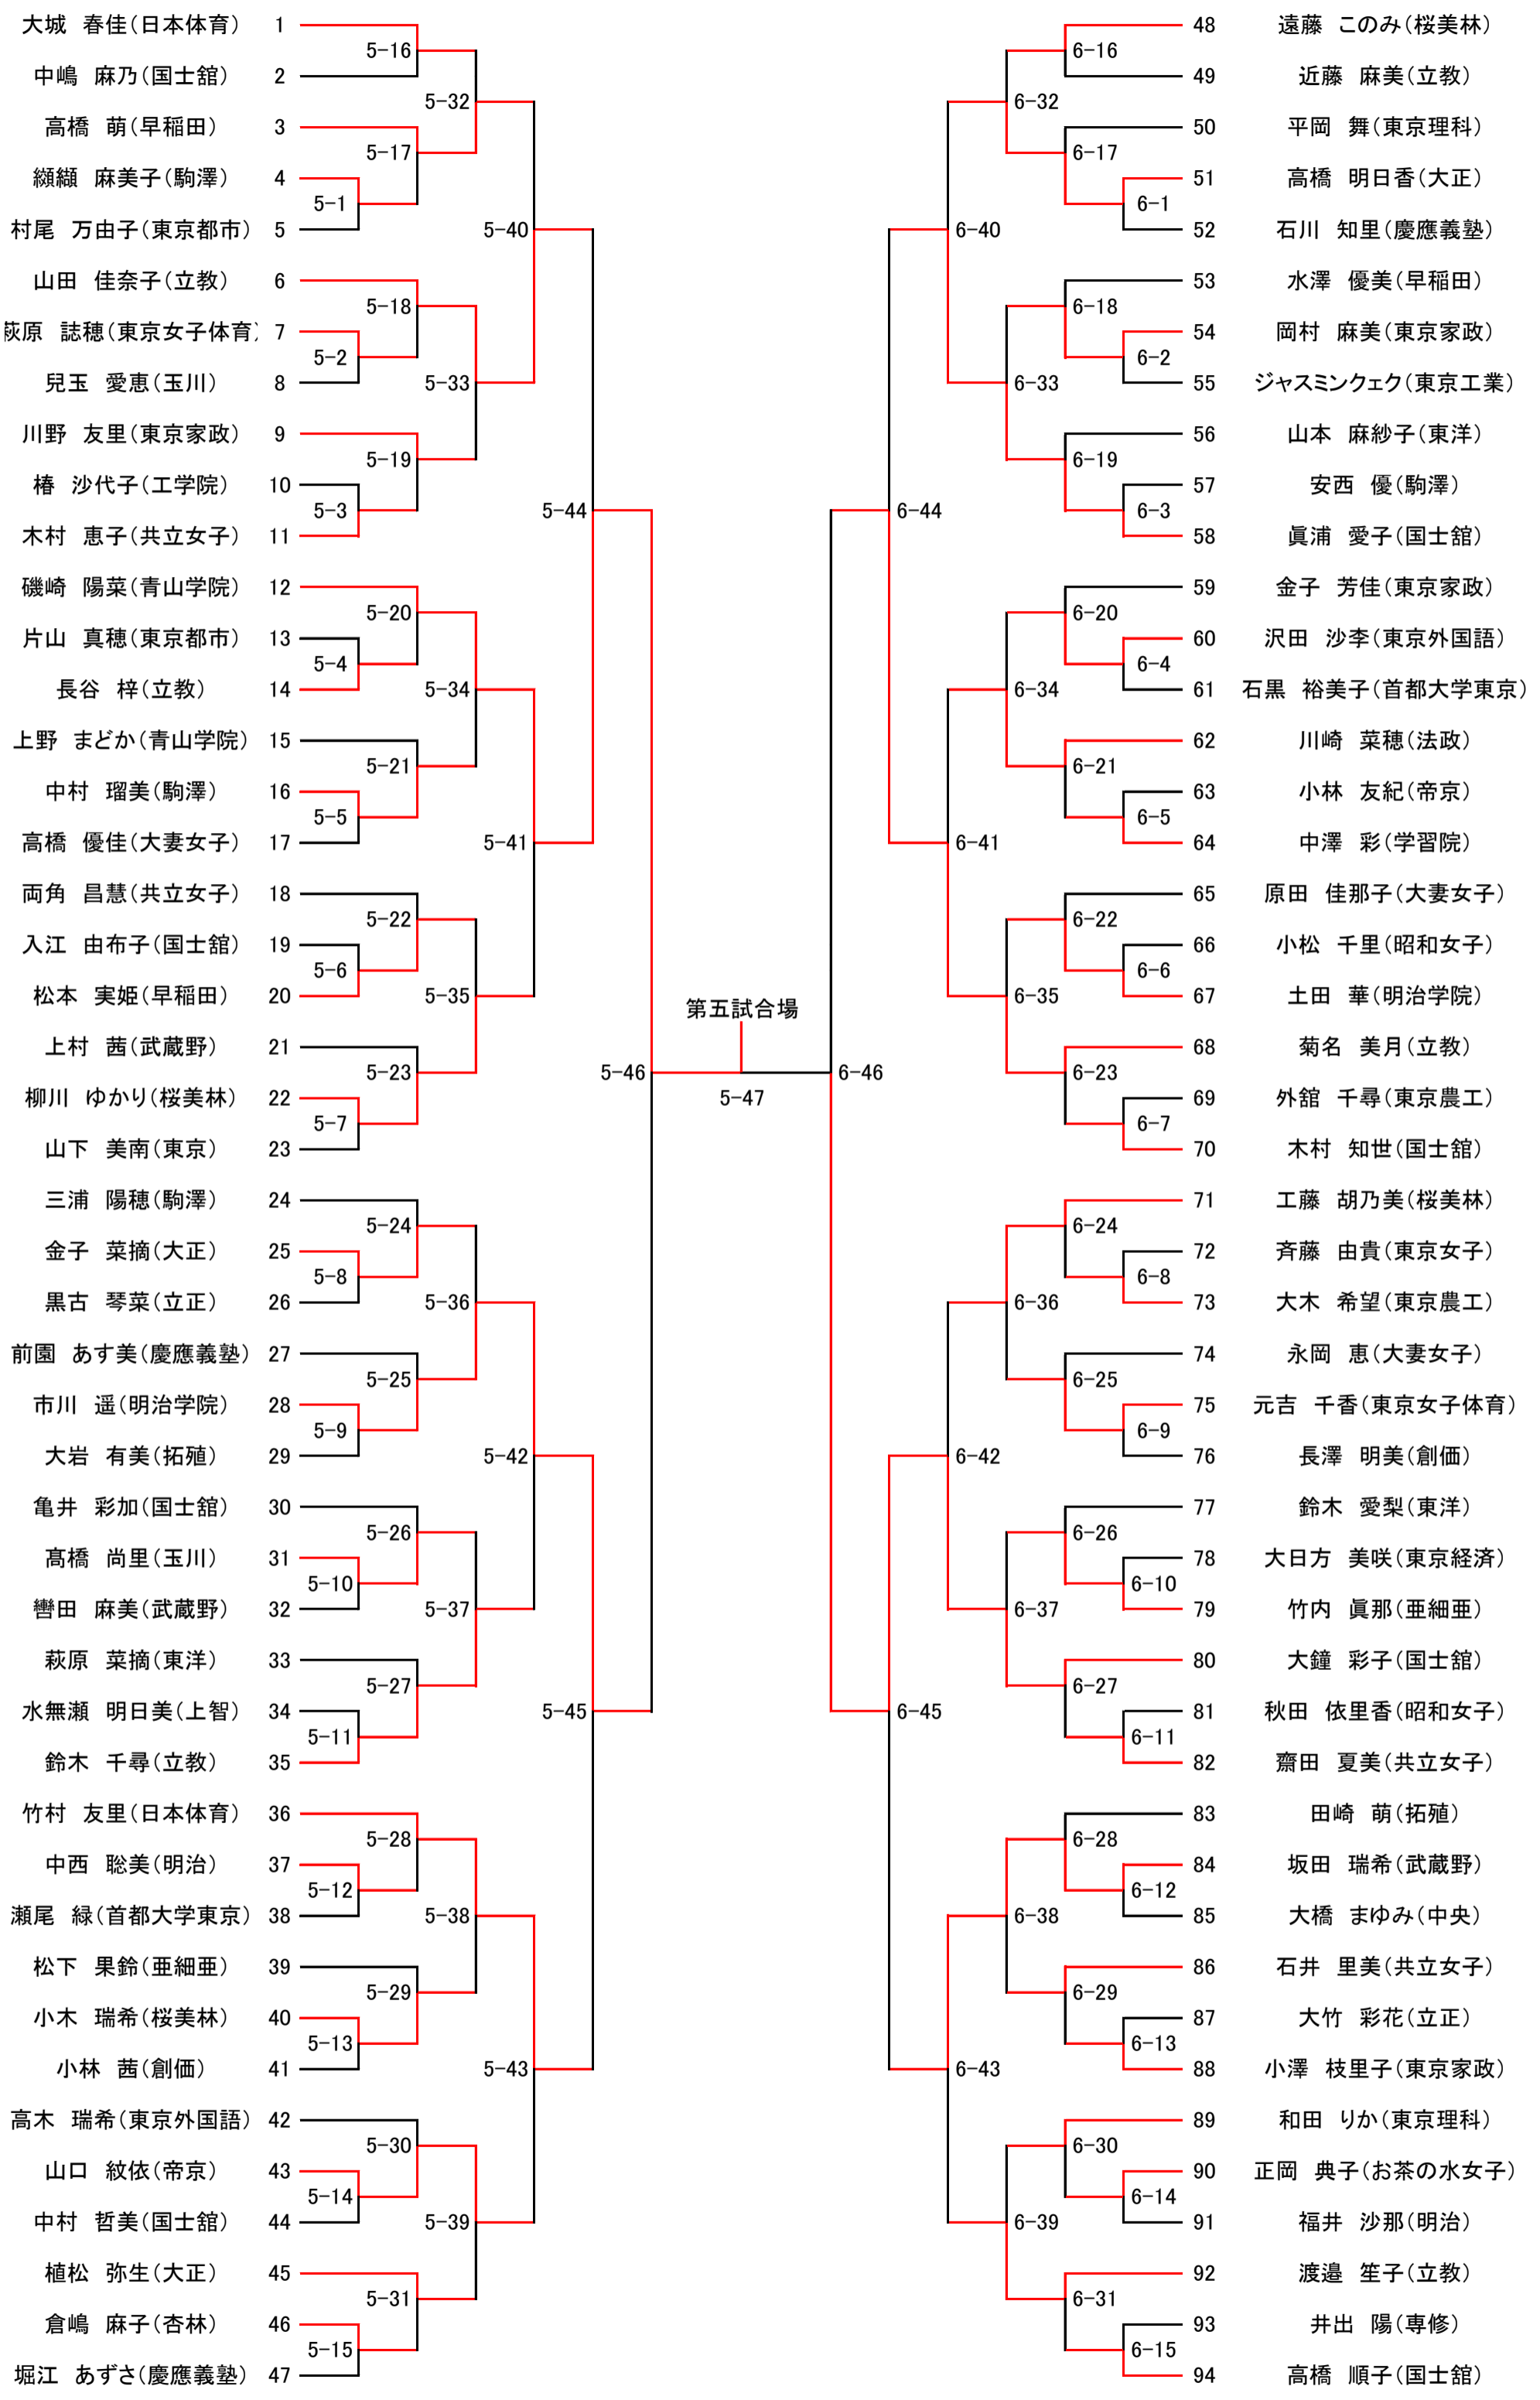 大城　春佳(日本体育)　1
中嶋　麻乃(国士舘)　2
高橋　萌(早稲田)　3
纐纈　麻美子(駒澤)　4
村尾　万由子(東京都市)　5
山田　佳奈子(立教)　6
萩原　誌穂(東京女子体育)　7
兒玉　愛恵(玉川)　8
川野　友里(東京家政)　9
椿　沙代子(工学院)　10
木村　恵子(共立女子)　11
磯崎　陽菜(青山学院)　12
片山　真穂(東京都市)　13
長谷　梓(立教)　14
上野　まどか(青山学院)　15
中村　瑠美(駒澤)　16
高橋　優佳(大妻女子)　17
両角　昌慧(共立女子)　18
入江　由布子(国士舘)　19
松本　実姫(早稲田)　20
上村　茜(武蔵野)　21
柳川　ゆかり(桜美林)　22
山下　美南(東京)　23
三浦　陽穂(駒澤)　24
金子　菜摘(大正)　25
黒古　琴菜(立正)　26
前園　あす美(慶應義塾)　27
市川　遥(明治学院)　28
大岩　有美(拓殖)　29
亀井　彩加(国士舘)　30
髙橋　尚里(玉川)　31
轡田　麻美(武蔵野)　32
萩原　菜摘(東洋)　33
水無瀬　明日美(上智)　34
鈴木　千尋(立教)　35
竹村　友里(日本体育)　36
中西　聡美(明治)　37
瀬尾　緑(首都大学東京)　38
松下　果鈴(亜細亜)　39
小木　瑞希(桜美林)　40
小林　茜(創価)　41
高木　瑞希(東京外国語)　42
山口　紋依(帝京)　43
中村　哲美(国士舘)　44
植松　弥生(大正)　45
倉嶋　麻子(杏林)　46
堀江　あずさ(慶應義塾)　47
5-1
5-2
5-3
5-4
5-5
5-6
5-7
5-8
5-9
5-10
5-11
5-12
5-13
5-14
5-15
5-16
5-17
5-18
5-19
5-20
5-21
5-22
5-23
5-24
5-25
5-26
5-27
5-28
5-29
5-30
5-31
5-32
5-33
5-34
5-35
5-36
5-37
5-38
5-39
5-40
5-41
5-42
5-43
5-44
5-45
5-46
第五試合場
5-47
6-46
6-44
6-45
6-40
6-41
6-42
6-43
6-32
6-33
6-34
6-35
6-36
6-37
6-38
6-39
6-16
6-17
6-18
6-19
6-20
6-21
6-22
6-23
6-24
6-25
6-26
6-27
6-28
6-29
6-30
6-31
6-1
6-2
6-3
6-4
6-5
6-6
6-7
6-8
6-9
6-10
6-11
6-12
6-13
6-14
6-15
48　遠藤　このみ(桜美林)
49　近藤　麻美(立教)
50　平岡　舞(東京理科)
51　高橋　明日香(大正)
52　石川　知里(慶應義塾)
53　水澤　優美(早稲田)
54　岡村　麻美(東京家政)
55　ジャスミンクェク(東京工業)
56　山本　麻紗子(東洋)
57　安西　優(駒澤)
58　眞浦　愛子(国士舘)
59　金子　芳佳(東京家政)
60　沢田　沙李(東京外国語)
61　石黒　裕美子(首都大学東京)
62　川崎　菜穂(法政)
63　小林　友紀(帝京)
64　中澤　彩(学習院)
65　原田　佳那子(大妻女子)
66　小松　千里(昭和女子)
67　土田　華(明治学院)
68　菊名　美月(立教)
69　外舘　千尋(東京農工)
70　木村　知世(国士舘)
71　工藤　胡乃美(桜美林)
72　斉藤　由貴(東京女子)
73　大木　希望(東京農工)
74　永岡　恵(大妻女子)
75　元吉　千香(東京女子体育)
76　長澤　明美(創価)
77　鈴木　愛梨(東洋)
78　大日方　美咲(東京経済)
79　竹内　眞那(亜細亜)
80　大鐘　彩子(国士舘)
81　秋田　依里香(昭和女子)
82　齋田　夏美(共立女子)
83　田崎　萌(拓殖)
84　坂田　瑞希(武蔵野)
85　大橋　まゆみ(中央)
86　石井　里美(共立女子)
87　大竹　彩花(立正)
88　小澤　枝里子(東京家政)
89　和田　りか(東京理科)
90　正岡　典子(お茶の水女子)
91　福井　沙那(明治)
92　渡邉　笙子(立教)
93　井出　陽(専修)
94　高橋　順子(国士舘)